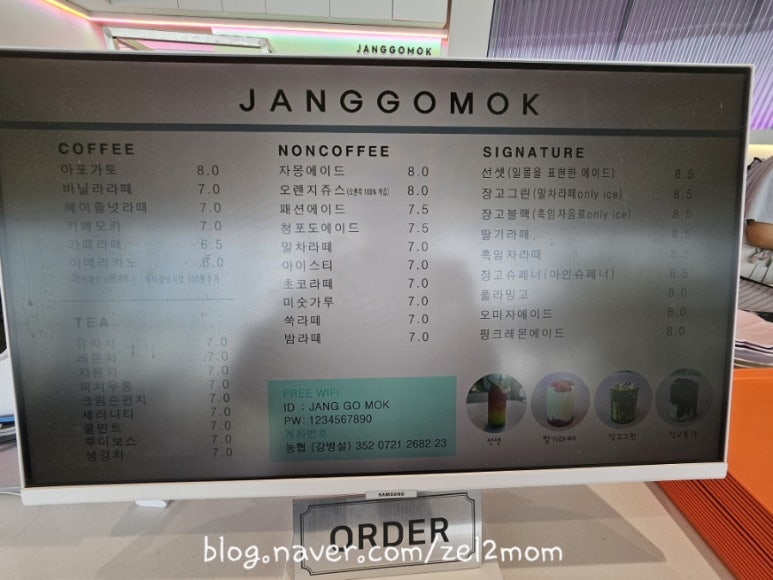 JANGGOMOK
JANGGOMOK
COFFEE
아포가토 8.0
바닐라라떼 7.0
헤이즐넛라떼 7.0
카페모카 7.0
카페라떼 6.5
아메리카노 6.0
TEA
유자차 7.0
레몬차 7.0
자몽차 7.0
피치우롱 7.0
크림슨펀치 7.0
세러니티 7.0
쿨민트 7.0
루이보스 7.0
생강차 7.0
NONCOFFEE
자몽에이드 8.0
오렌지쥬스(오렌지 100% 착즙) 8.0
패션에이드 7.5
청포도에이드 7.5
말차라떼 7.0
아이스티 7.0
초코라떼 7.0
미숫가루 7.0
쑥라떼 7.0
밤라떼 7.0
FREE WIFI
ID : JANG GO MOK
PW: 1234567890
계좌번호
농협 (강병설) 352 0721 2682 23
SIGNATURE
선셋(일몰을 표현한 에이드) 8.5
장고그린(말차라떼only ice) 8.5
장고블랙(흑임자음료only ice) 8.5
딸기라떼 8.5
흑임자라떼 8.5
장고슈페너(아인슈페너) 8.5
플라밍고 8.0
오미자에이드 8.0
핑크레몬에이드 8.0
선셋 딸기라떼 장고그린 장고블랙
SAMSUNG
ORDER
blog.naver.com/zel2mom